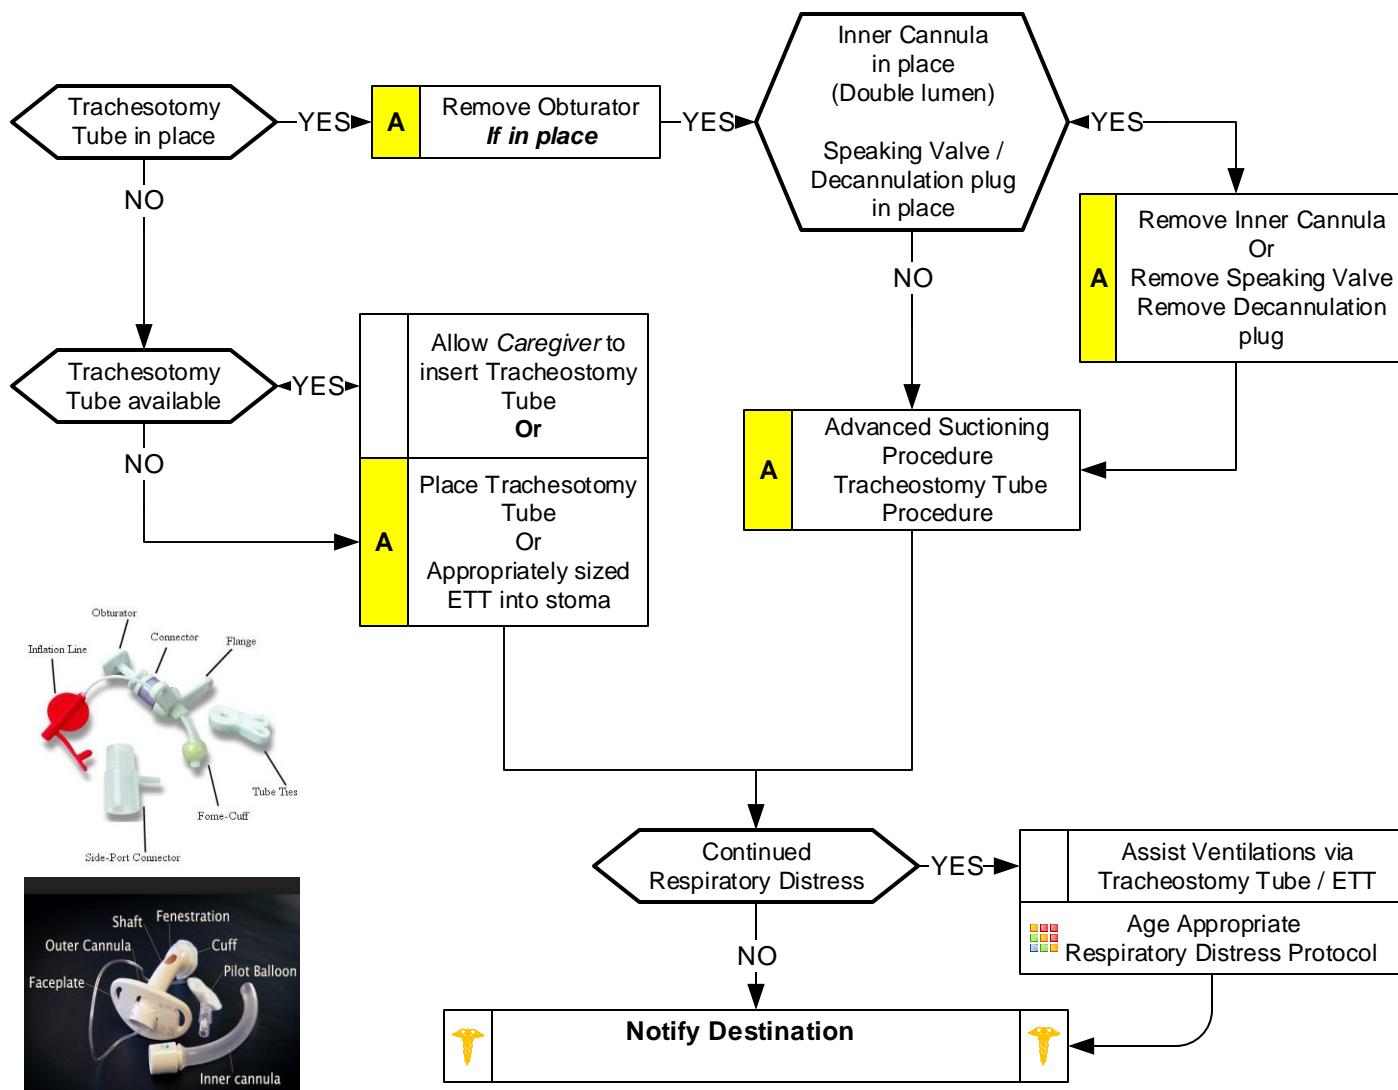 Trachesotomy
Tube in place
YES
A
Remove Obturator
If in place
YES
Inner Cannula
in place
(Double lumen)
Speaking Valve /
Decannulation plug
in place
YES
NO
NO
A
Remove Inner Cannula
Or
Remove Speaking Valve
Remove Decannulation
plug
Trachesotomy
Tube available
YES
Allow Caregiver to
insert Tracheostomy
Tube
Or
NO
A
Place Trachesotomy
Tube
Or
Appropriately sized
ETT into stoma
A
Advanced Suctioning
Procedure
Tracheostomy Tube
Procedure
Obturator
Connector
Flange
Inflation Line
Tube Ties
Fome-Cuff
Side-Port Connector
Continued
Respiratory Distress
YES
Assist Ventilations via
Tracheostomy Tube / ETT
Age Appropriate
Respiratory Distress Protocol
NO
Notify Destination
Shaft
Fenestration
Outer Cannula
Cuff
Pilot Balloon
Faceplate
Inner cannula